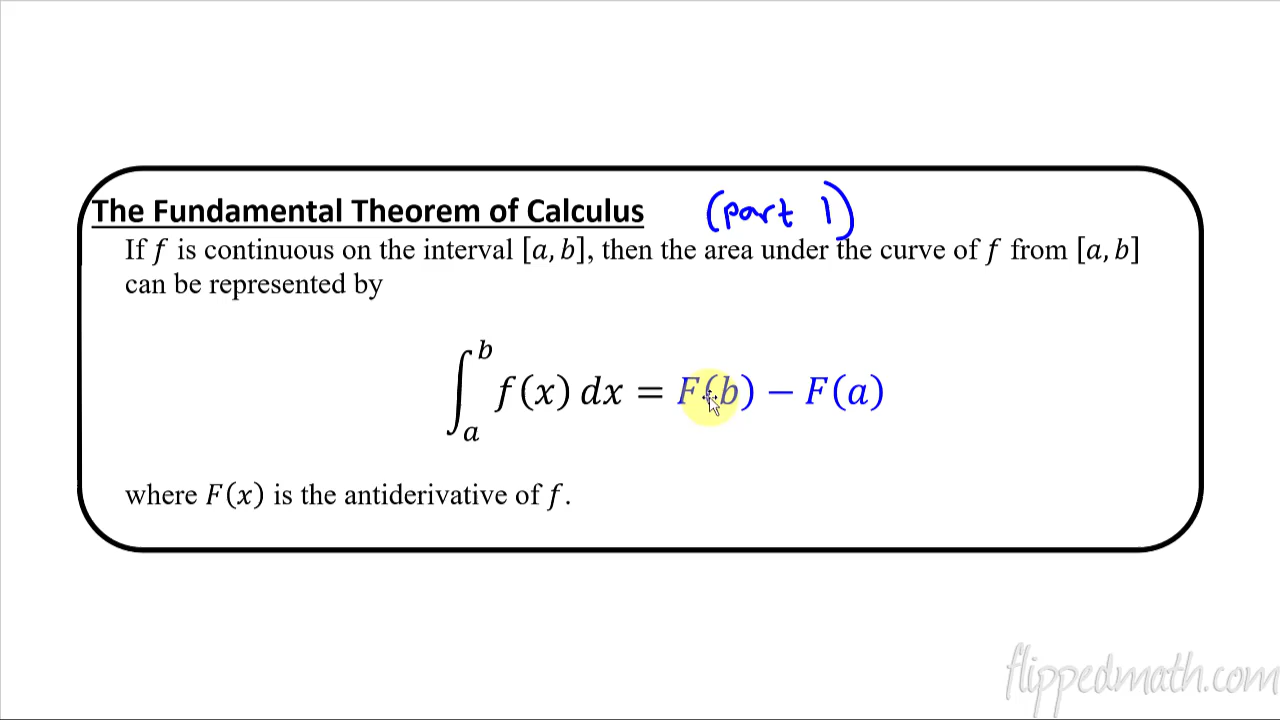 The Fundamental Theorem of Calculus (part 1)
If f is continuous on the interval [a, b], then the area under the curve of f from [a, b]
can be represented by
∫_a^b f(x) dx = F(b) − F(a)
where F(x) is the antiderivative of f.
flippedmath.com